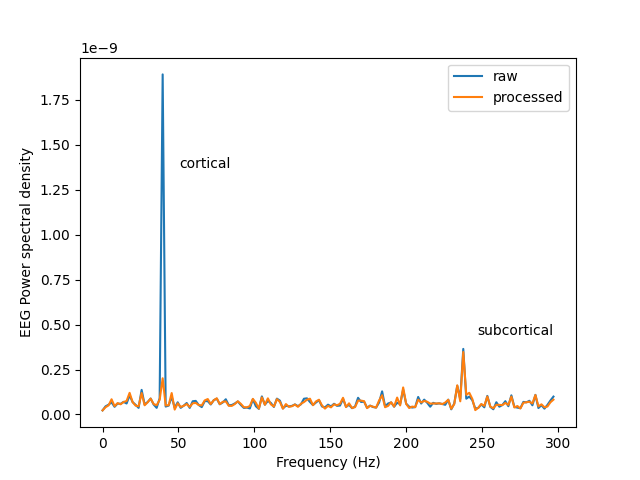 1e−9
raw
processed
1.75
1.50
1.25
1.00
0.75
0.50
0.25
0.00
EEG Power spectral density
cortical
subcortical
0
50
100
150
200
250
300
Frequency (Hz)